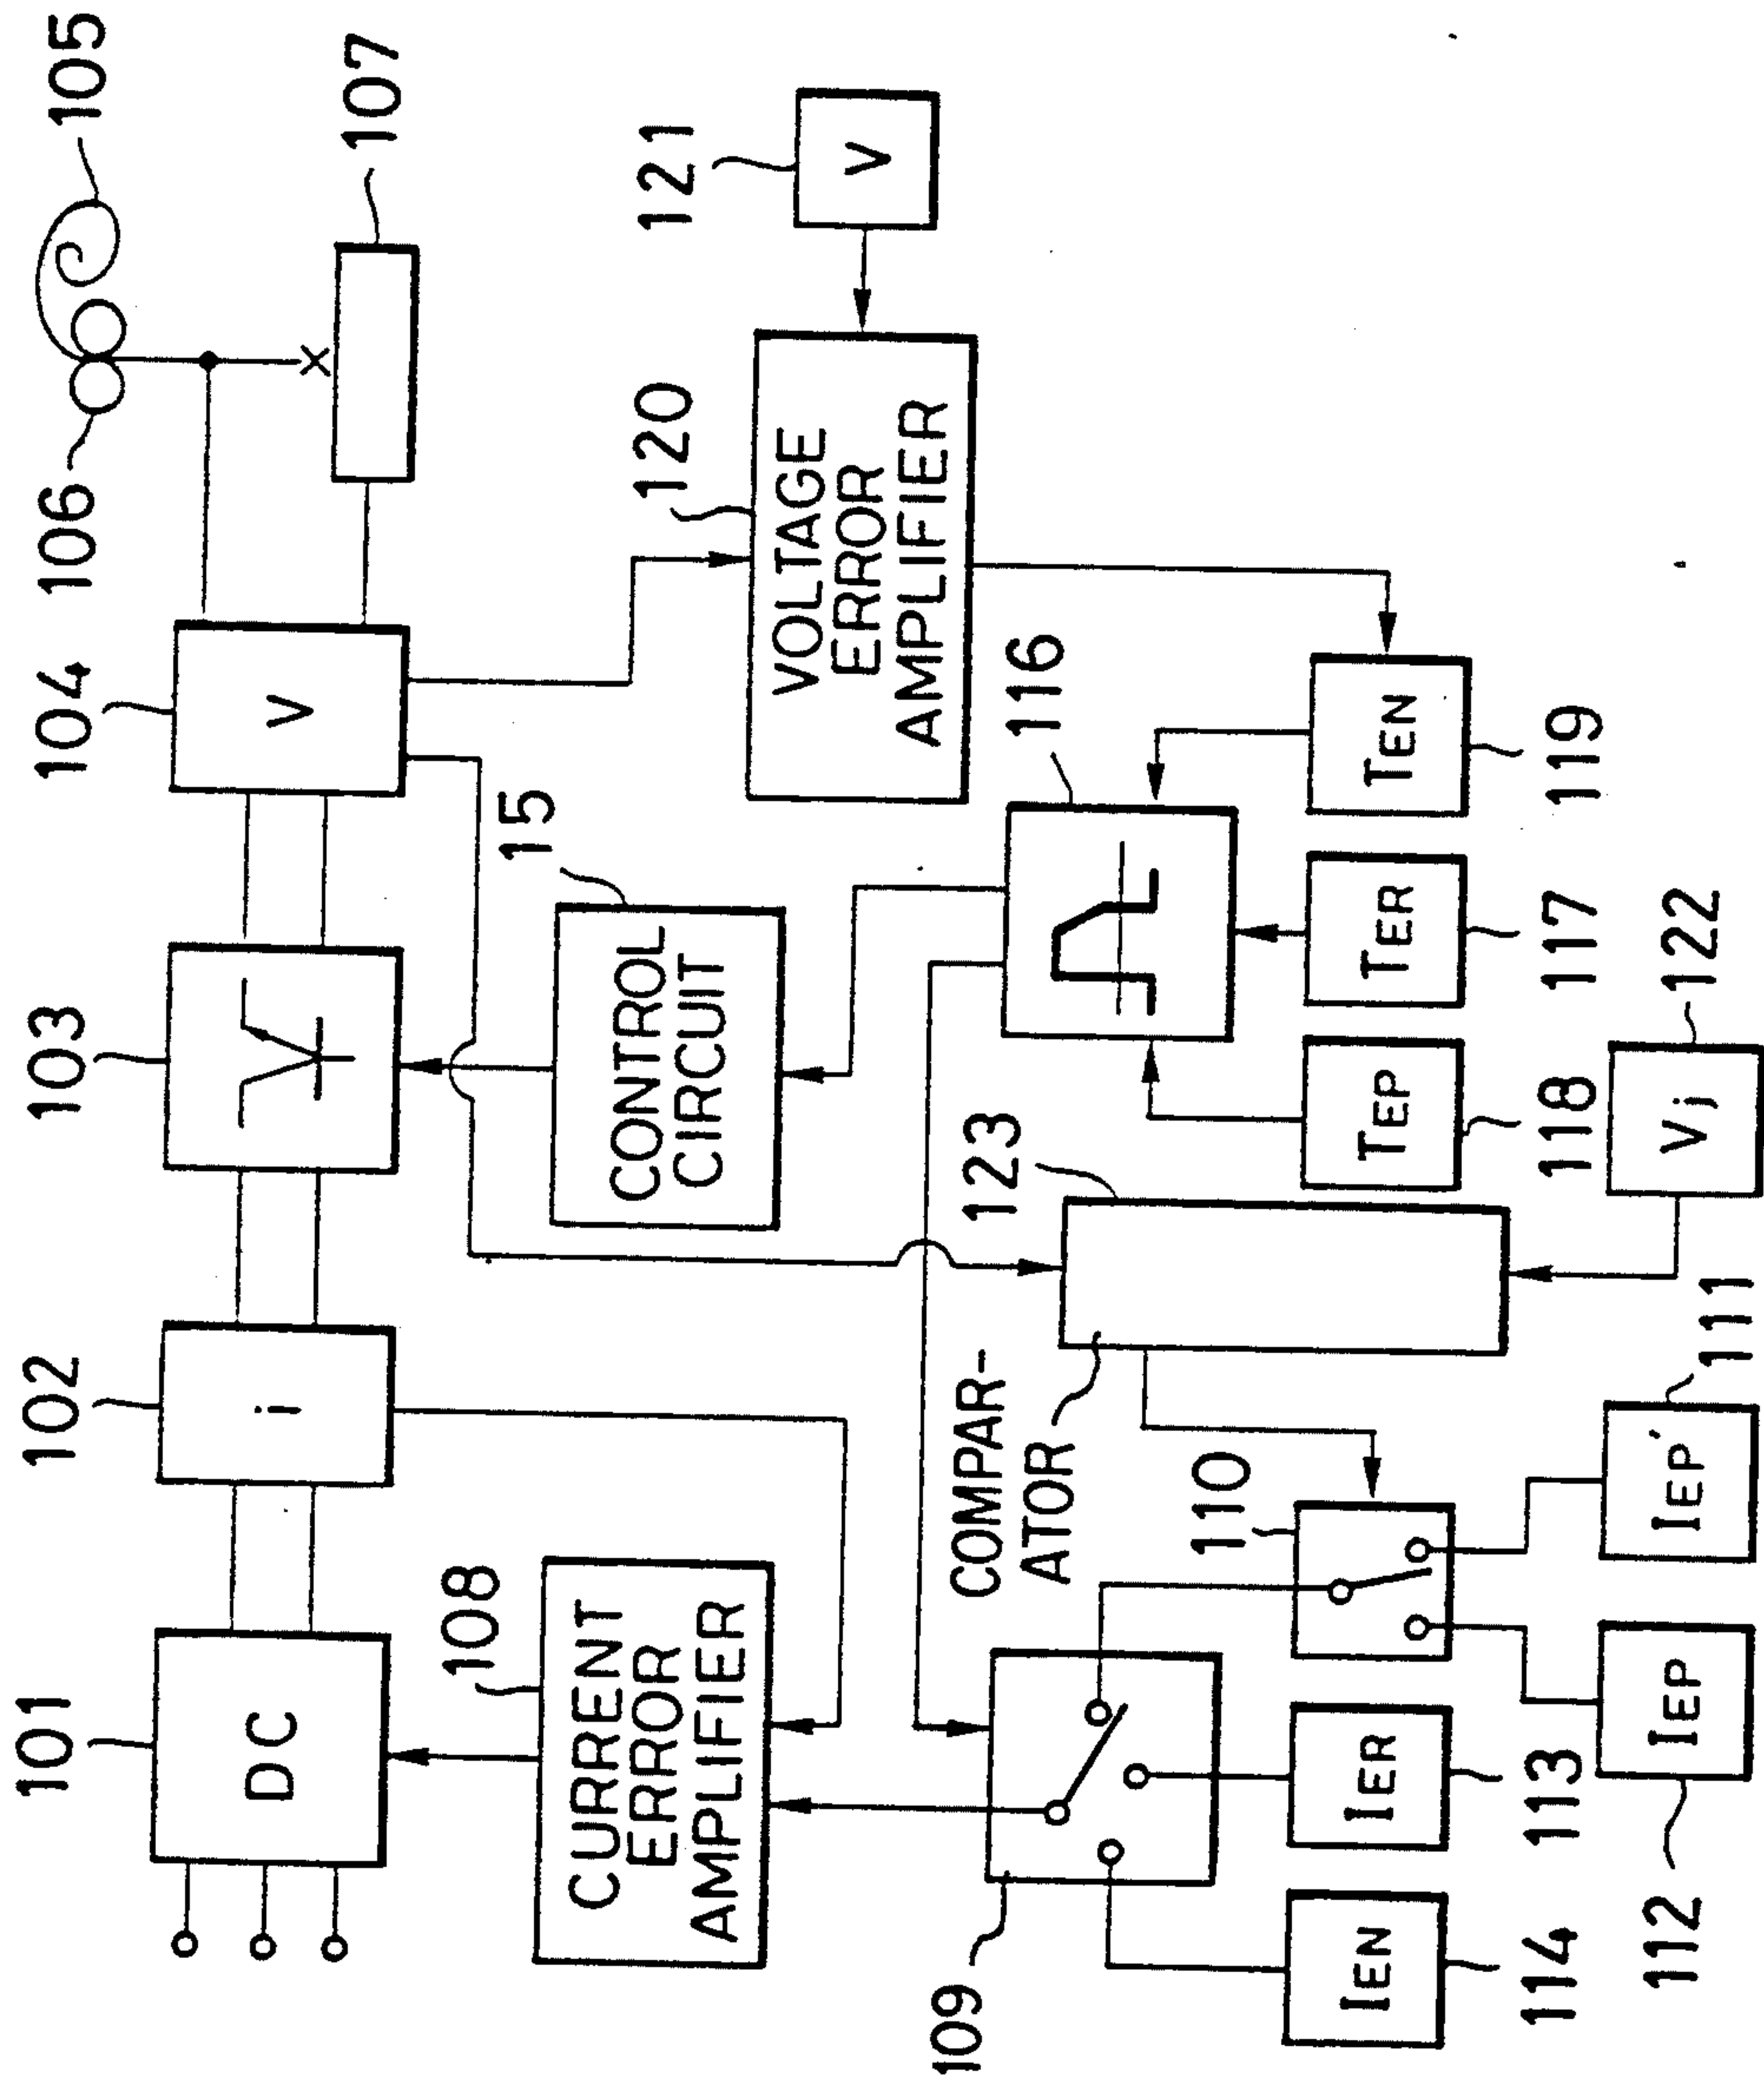 101
DC
102
i
103
104
V
105
106
107
108
CURRENT
ERROR
AMPLIFIER
15
CONTROL
CIRCUIT
120
VOLTAGE
ERROR
AMPLIFIER
121
V
109
110
COMPAR-
ATOR
123
116
114
IEN
113
IER
112
IEP
111
IEP'
122
Vj
118
TEP
117
TER
119
TEN